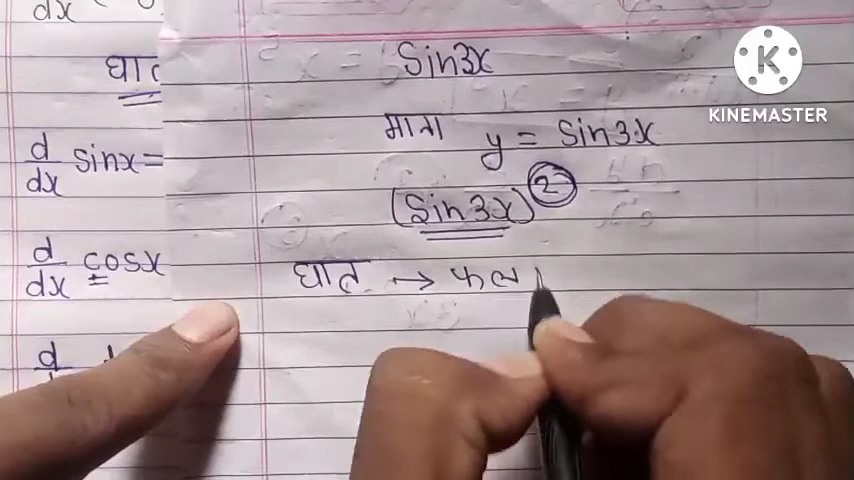 d/dx
घात
sin3x
KINEMASTER
माना y = sin3x
d/dx sinx =
(sin3x)²
d/dx cosx
घात → फल
d